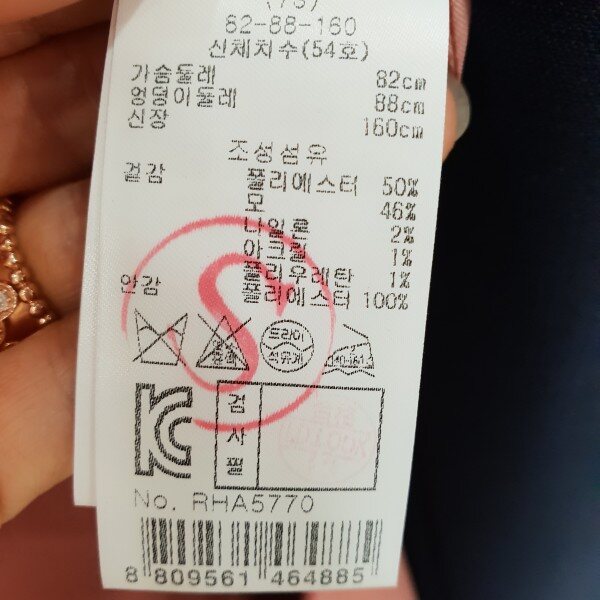 82-88-160
신체치수(54호)
가슴둘레 82cm
엉덩이둘레 88cm
신장 160cm
조성섬유
겉감 폴리에스터 50%
모 46%
나일론 2%
아크릴 1%
폴리우레탄 1%
안감 폴리에스터 100%
드라이
석유계
검사필
No. RHA5770
8 809561 464885